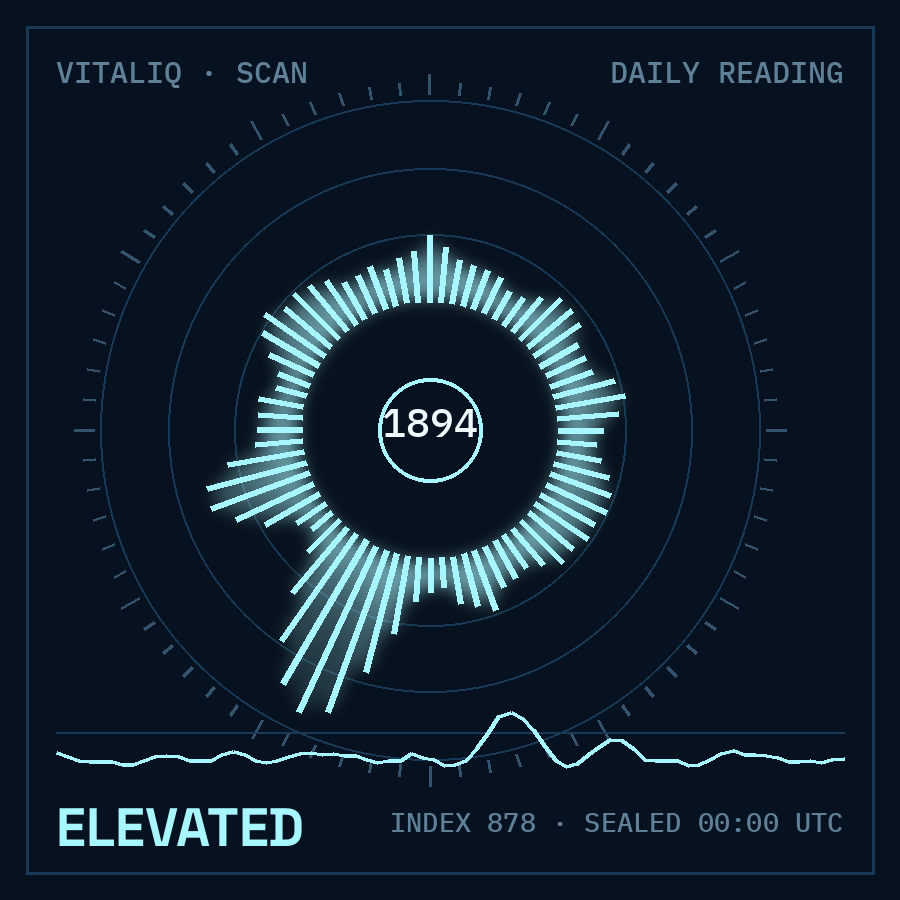 VITALIQ · SCAN
DAILY READING
1894
ELEVATED
INDEX 878 · SEALED 00:00 UTC